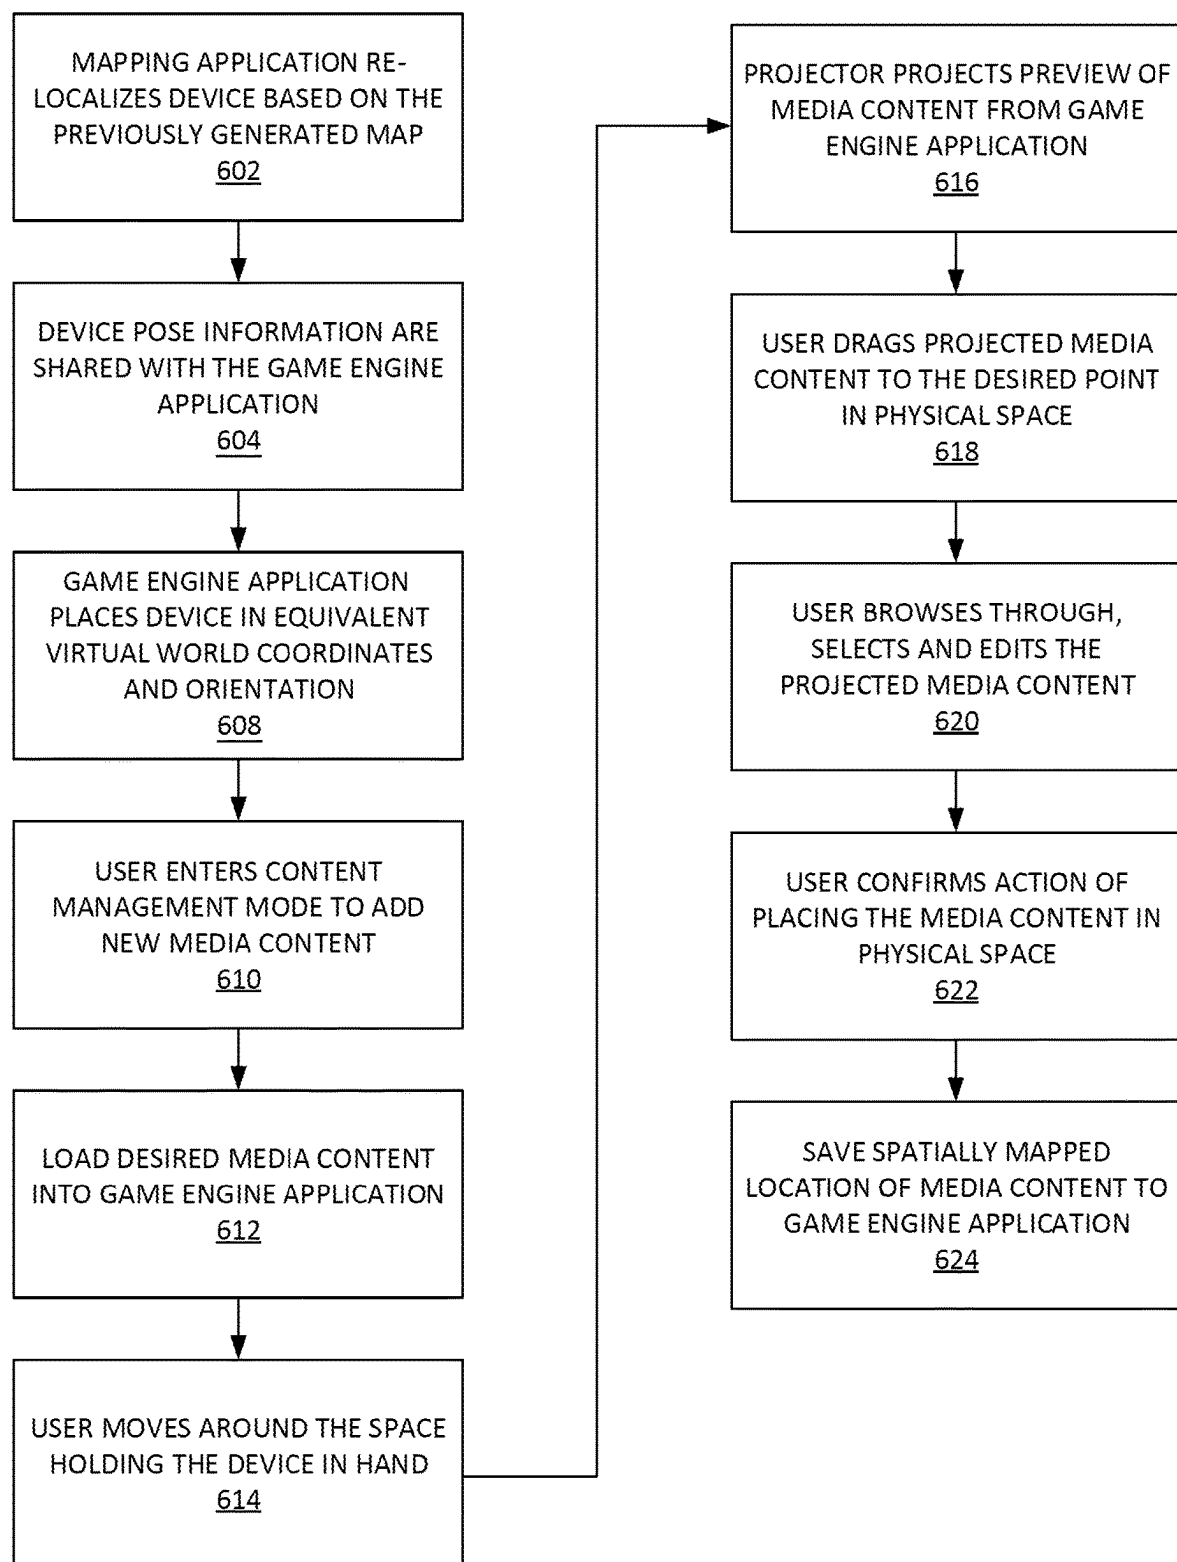 MAPPING APPLICATION RE-
LOCALIZES DEVICE BASED ON THE
PREVIOUSLY GENERATED MAP
602
DEVICE POSE INFORMATION ARE
SHARED WITH THE GAME ENGINE
APPLICATION
604
GAME ENGINE APPLICATION
PLACES DEVICE IN EQUIVALENT
VIRTUAL WORLD COORDINATES
AND ORIENTATION
608
USER ENTERS CONTENT
MANAGEMENT MODE TO ADD
NEW MEDIA CONTENT
610
LOAD DESIRED MEDIA CONTENT
INTO GAME ENGINE APPLICATION
612
USER MOVES AROUND THE SPACE
HOLDING THE DEVICE IN HAND
614
PROJECTOR PROJECTS PREVIEW OF
MEDIA CONTENT FROM GAME
ENGINE APPLICATION
616
USER DRAGS PROJECTED MEDIA
CONTENT TO THE DESIRED POINT
IN PHYSICAL SPACE
618
USER BROWSES THROUGH,
SELECTS AND EDITS THE
PROJECTED MEDIA CONTENT
620
USER CONFIRMS ACTION OF
PLACING THE MEDIA CONTENT IN
PHYSICAL SPACE
622
SAVE SPATIALLY MAPPED
LOCATION OF MEDIA CONTENT TO
GAME ENGINE APPLICATION
624